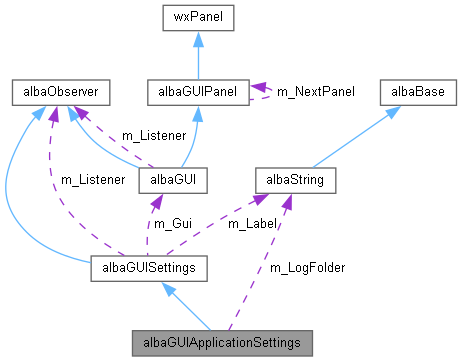 wxPanel
albaObserver
albaGUIPanel
m_NextPanel
albaBase
m_Listener
m_Listener
albaGUI
albaString
m_Gui
m_Label
albaGUISettings
m_LogFolder
albaGUIApplicationSettings